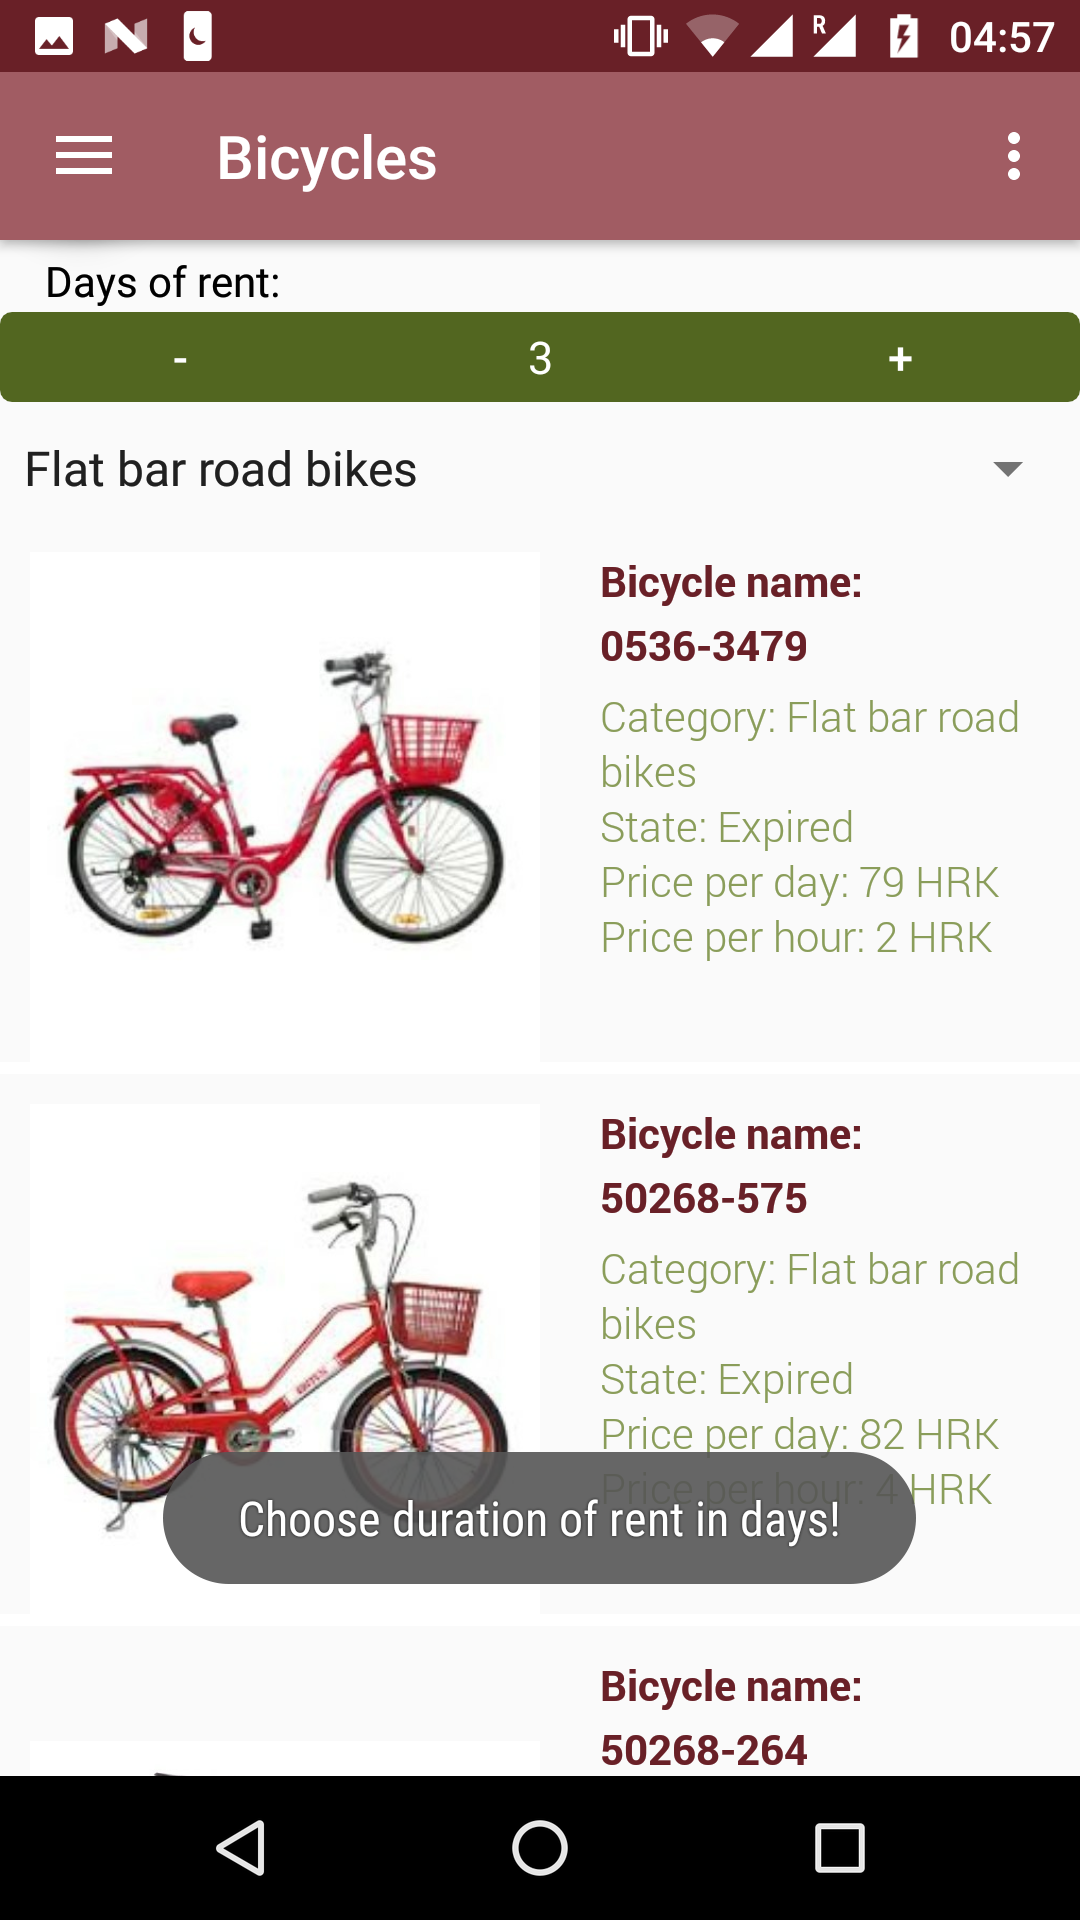 R
04:57
Bicycles
Days of rent:
- 3 +
Flat bar road bikes
Bicycle name:
0536-3479
Category: Flat bar road
bikes
State: Expired
Price per day: 79 HRK
Price per hour: 2 HRK
Bicycle name:
50268-575
Category: Flat bar road
bikes
State: Expired
Price per day: 82 HRK
Price per hour: 4 HRK
Choose duration of rent in days!
Bicycle name:
50268-264